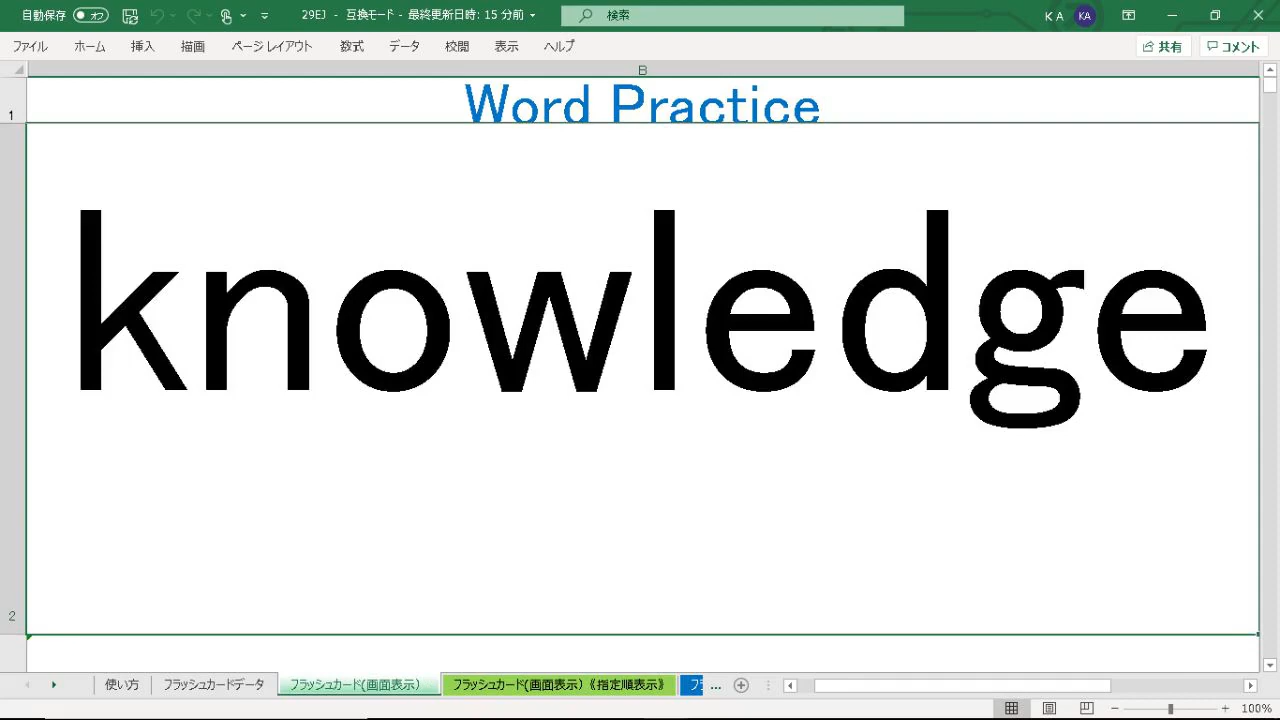 自動保存 オフ 29EJ - 互換モード - 最終更新日時: 15 分前 検索 K A KA
ファイル ホーム 挿入 描画 ページ レイアウト 数式 データ 校閲 表示 ヘルプ 共有 コメント
B
1 Word Practice
knowledge
2
使い方 フラッシュカードデータ フラッシュカード(画面表示) フラッシュカード(画面表示)《指定順表示》 フラ ...
100%